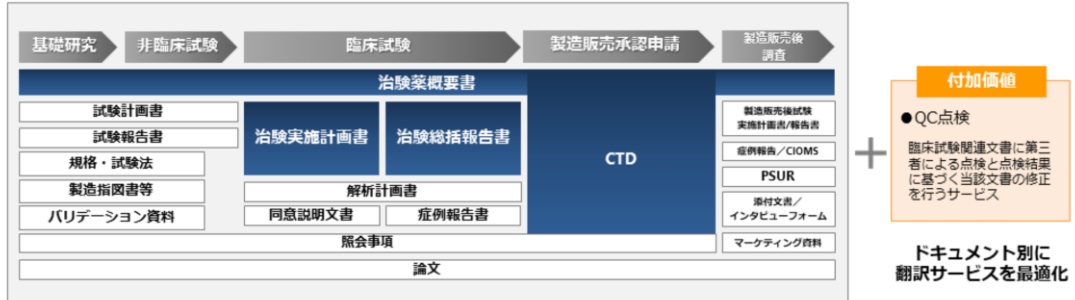 基礎研究
非臨床試験
臨床試験
製造販売承認申請
製造販売後
調査
治験薬概要書
試験計画書
試験報告書
規格・試験法
製造指図書等
バリデーション資料
治験実施計画書
治験総括報告書
解析計画書
同意説明文書
症例報告書
CTD
製造販売後試験
実施計画書/報告書
症例報告/CIOMS
PSUR
添付文書/
インタビューフォーム
マーケティング資料
照会事項
論文
+
付加価値
●QC点検
臨床試験関連文書に第三
者による点検と点検結果
に基づく当該文書の修正
を行うサービス
ドキュメント別に
翻訳サービスを最適化